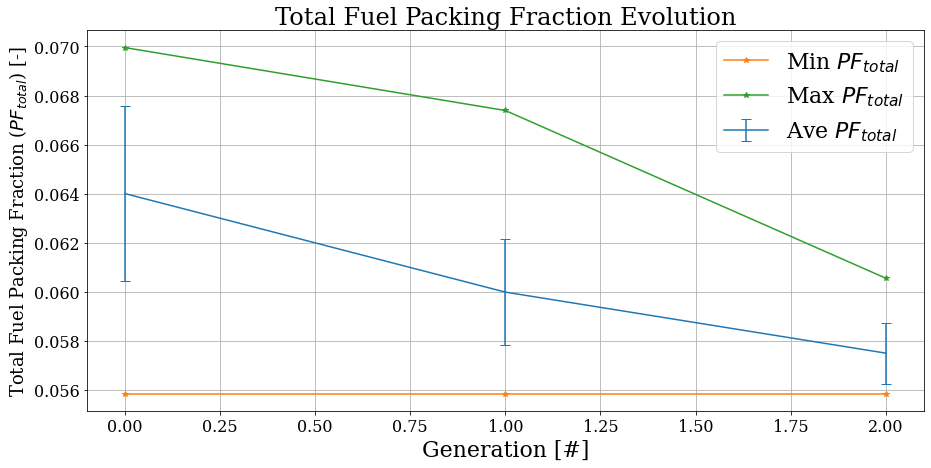 Total Fuel Packing Fraction Evolution
Total Fuel Packing Fraction (PF_total) [-]
0.070
0.068
0.066
0.064
0.062
0.060
0.058
0.056
Min PF_total
Max PF_total
Ave PF_total
0.00 0.25 0.50 0.75 1.00 1.25 1.50 1.75 2.00
Generation [#]